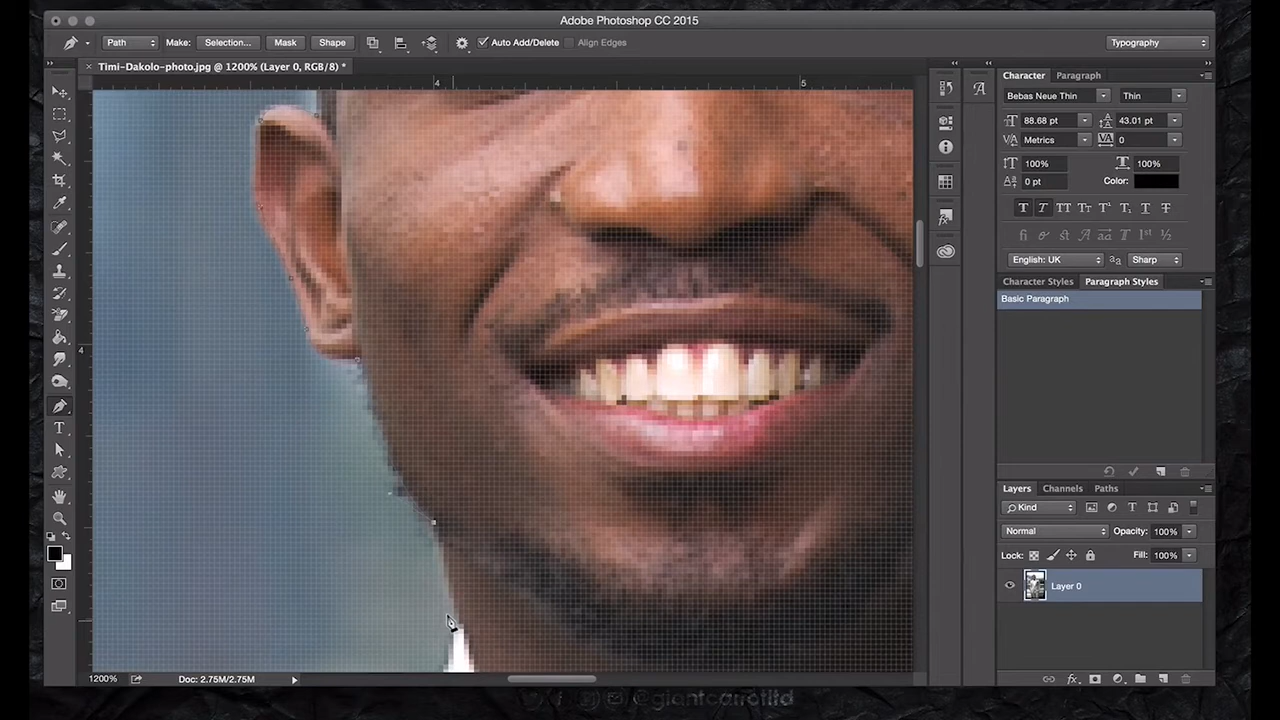 Adobe Photoshop CC 2015
Path Make: Selection... Mask Shape Auto Add/Delete Align Edges Typography
Timi-Dakolo-photo.jpg @ 1200% (Layer 0, RGB/8) *
4 5
4
Character Paragraph
Bebas Neue Thin Thin
88.68 pt 43.01 pt
Metrics 0
100% 100%
0 pt Color:
English: UK Sharp
Character Styles Paragraph Styles
Basic Paragraph
Layers Channels Paths
Kind
Normal Opacity: 100%
Lock: Fill: 100%
Layer 0
1200% Doc: 2.75M/2.75M
@giantcarrotltd